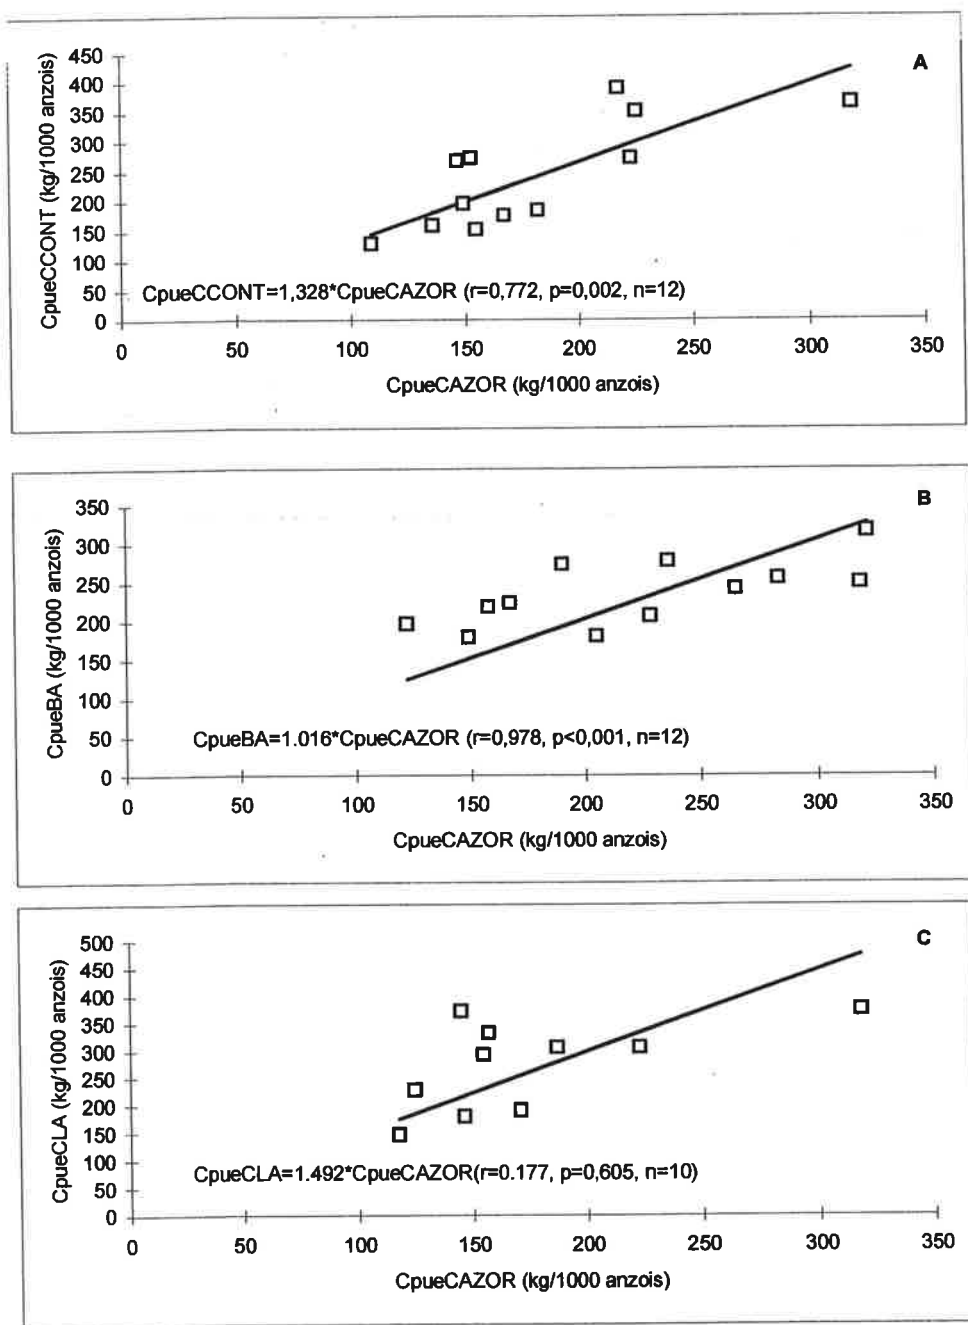 A
CpueCCONT (kg/1000 anzois)
450
400
350
300
250
200
150
100
50
0
CpueCCONT=1,328*CpueCAZOR (r=0,772, p=0,002, n=12)
0 50 100 150 200 250 300 350
CpueCAZOR (kg/1000 anzois)
B
CpueBA (kg/1000 anzois)
350
300
250
200
150
100
50
0
CpueBA=1.016*CpueCAZOR (r=0,978, p<0,001, n=12)
0 50 100 150 200 250 300 350
CpueCAZOR (kg/1000 anzois)
C
CpueCLA (kg/1000 anzois)
500
450
400
350
300
250
200
150
100
50
0
CpueCLA=1.492*CpueCAZOR(r=0.177, p=0,605, n=10)
0 50 100 150 200 250 300 350
CpueCAZOR (kg/1000 anzois)